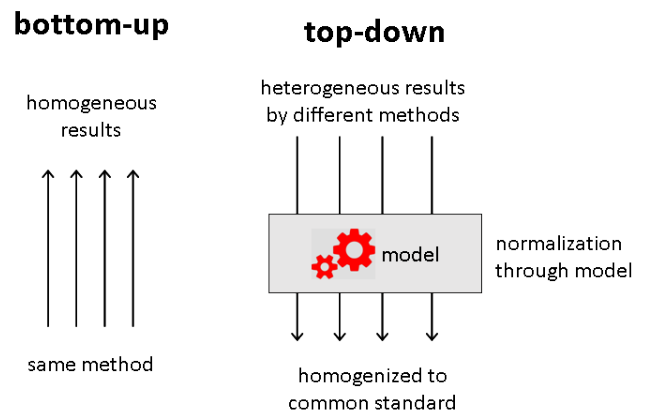 bottom-up
homogeneous
results
same method
top-down
heterogeneous results
by different methods
model
normalization
through model
homogenized to
common standard